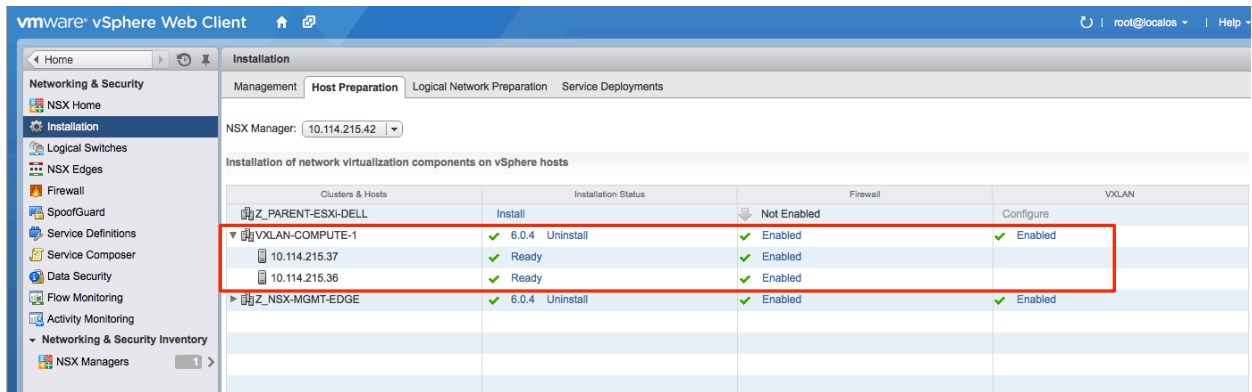 vmware® vSphere Web Client
root@localos
Help
Home
Networking & Security
NSX Home
Installation
Logical Switches
NSX Edges
Firewall
SpoofGuard
Service Definitions
Service Composer
Data Security
Flow Monitoring
Activity Monitoring
Networking & Security Inventory
NSX Managers 1
Installation
Management Host Preparation Logical Network Preparation Service Deployments
NSX Manager: 10.114.215.42
Installation of network virtualization components on vSphere hosts
Clusters & Hosts Installation Status Firewall VXLAN
Z_PARENT-ESXi-DELL Install Not Enabled Configure
VXLAN-COMPUTE-1 6.0.4 Uninstall Enabled Enabled
10.114.215.37 Ready Enabled
10.114.215.36 Ready Enabled
Z_NSX-MGMT-EDGE 6.0.4 Uninstall Enabled Enabled